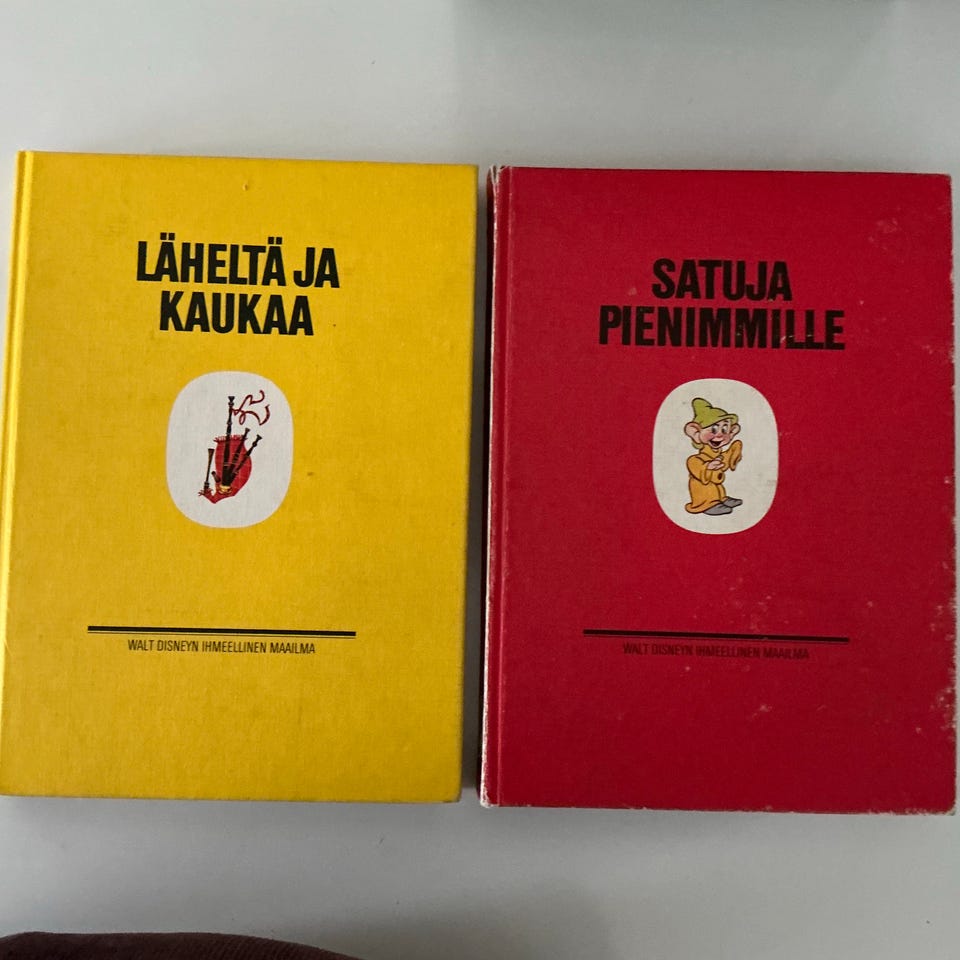 LÄHELTÄ JA
KAUKAA
WALT DISNEYN IHMEELLINEN MAAILMA
SATUJA
PIENIMMILLE
WALT DISNEYN IHMEELLINEN MAAILMA